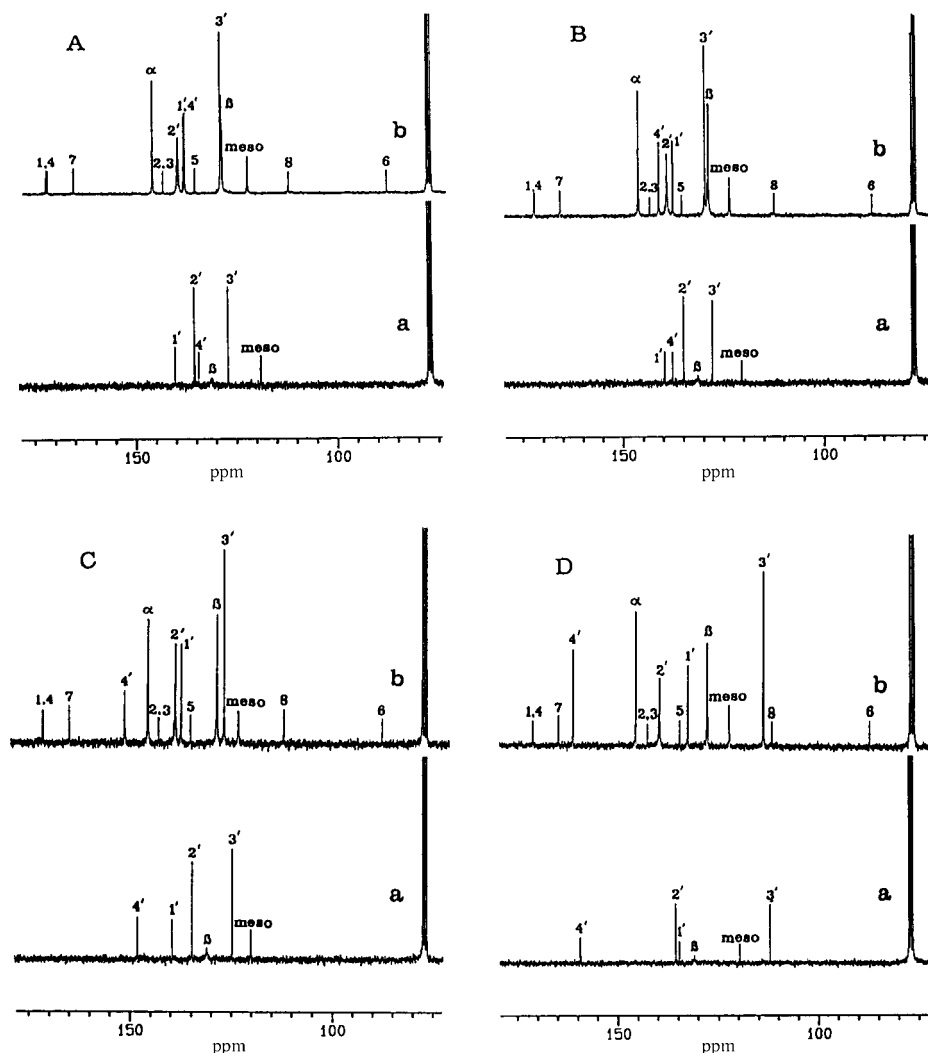 A
3′
α
1′,4′
ß
2′
b
1,4
7
2,3
5
meso
8
6
2′
3′
1′
4′
meso
a
ß
150
100
ppm
B
3′
α
ß
4′
2′
1′
b
1,4
7
2,3
5
meso
8
6
2′
3′
1′
4′
meso
a
ß
150
100
ppm
C
3′
α
ß
2′
1′
4′
b
1,4
7
2,3
5
meso
8
6
3′
2′
4′
1′
meso
a
ß
150
100
ppm
D
3′
α
4′
ß
1′
2′
b
1,4
7
2,3
5
meso
8
6
2′
3′
4′
1′
meso
a
ß
150
100
ppm